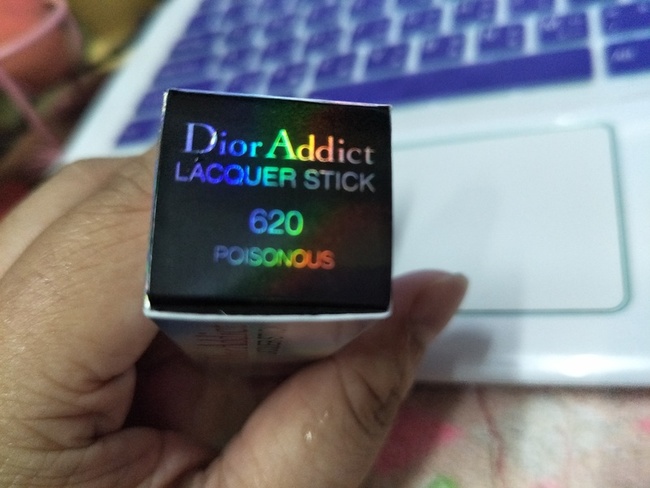 Dior Addict
LACQUER STICK
620
POISONOUS